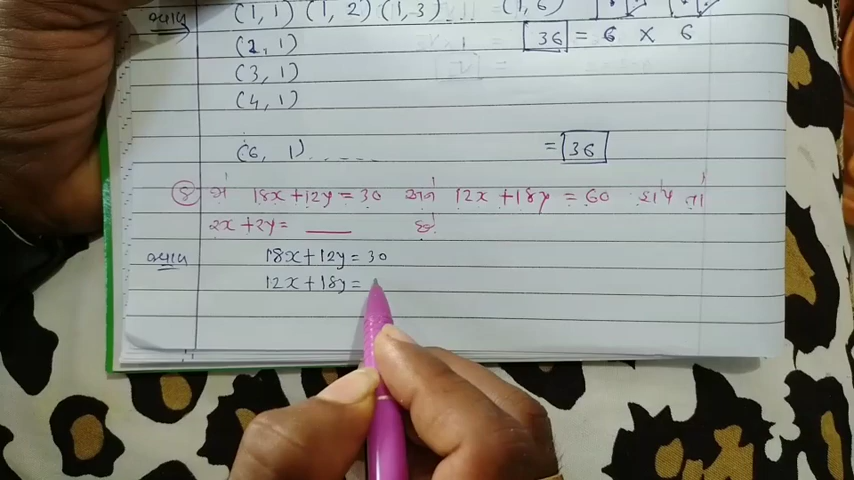 જવાબ (1, 1) (1, 2) (1, 3) ... = (1, 6)
(2, 1) 36 = 6 × 6
(3, 1)
(4, 1)
(6, 1)...... = 36
૪ જો 18x + 12y = 30 અને 12x + 18y = 60 હોય તો
2x + 2y = ____ છે.
જવાબ 18x + 12y = 30
12x + 18y =